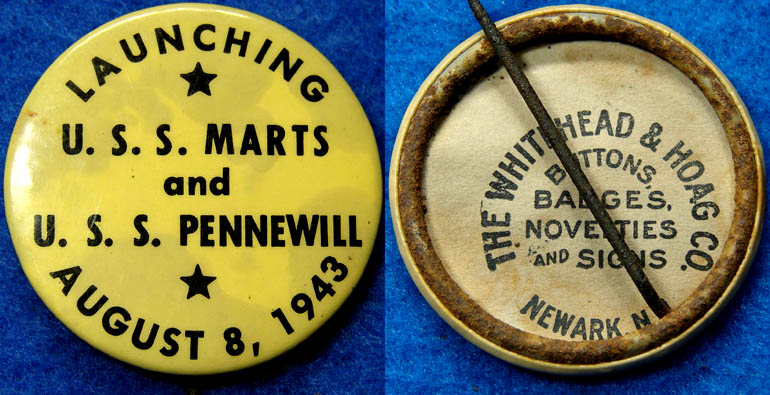 LAUNCHING
U. S. S. MARTS
and
U. S. S. PENNEWILL
AUGUST 8, 1943
THE WHITEHEAD & HOAG CO.
BUTTONS,
BADGES,
NOVELTIES
AND SIGNS
NEWARK, N.